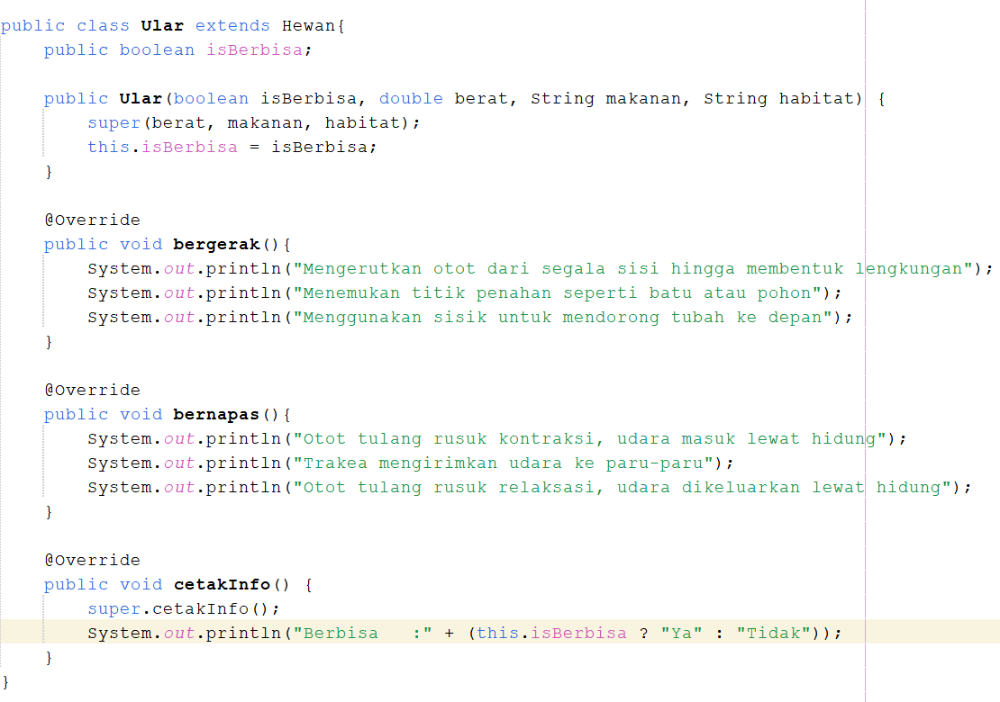 public class Ular extends Hewan{
public boolean isBerbisa;
public Ular(boolean isBerbisa, double berat, String makanan, String habitat) {
super(berat, makanan, habitat);
this.isBerbisa = isBerbisa;
}
@Override
public void bergerak(){
System.out.println("Mengerutkan otot dari segala sisi hingga membentuk lengkungan");
System.out.println("Menemukan titik penahan seperti batu atau pohon");
System.out.println("Menggunakan sisik untuk mendorong tubah ke depan");
}
@Override
public void bernapas(){
System.out.println("Otot tulang rusuk kontraksi, udara masuk lewat hidung");
System.out.println("Trakea mengirimkan udara ke paru-paru");
System.out.println("Otot tulang rusuk relaksasi, udara dikeluarkan lewat hidung");
}
@Override
public void cetakInfo() {
super.cetakInfo();
System.out.println("Berbisa   :" + (this.isBerbisa ? "Ya" : "Tidak"));
}
}